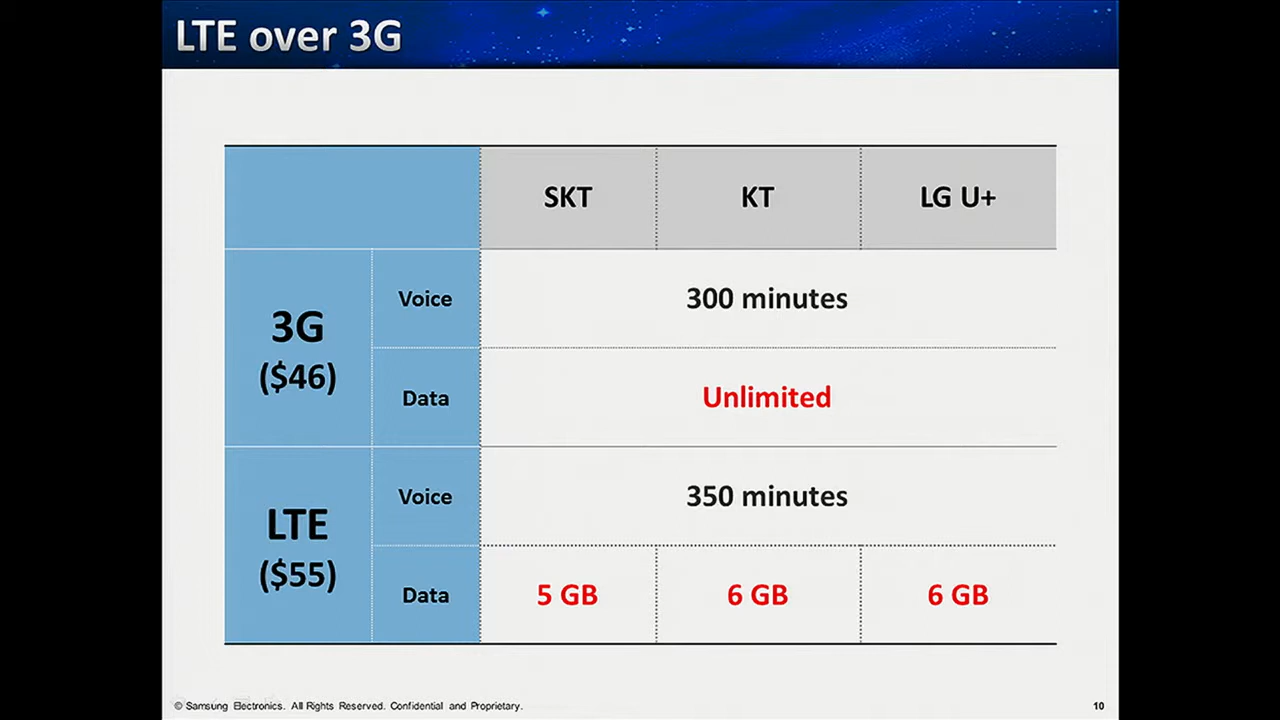 LTE over 3G
SKT KT LG U+
3G
($46)
Voice 300 minutes
Data Unlimited
LTE
($55)
Voice 350 minutes
Data 5 GB 6 GB 6 GB
© Samsung Electronics. All Rights Reserved. Confidential and Proprietary.
10